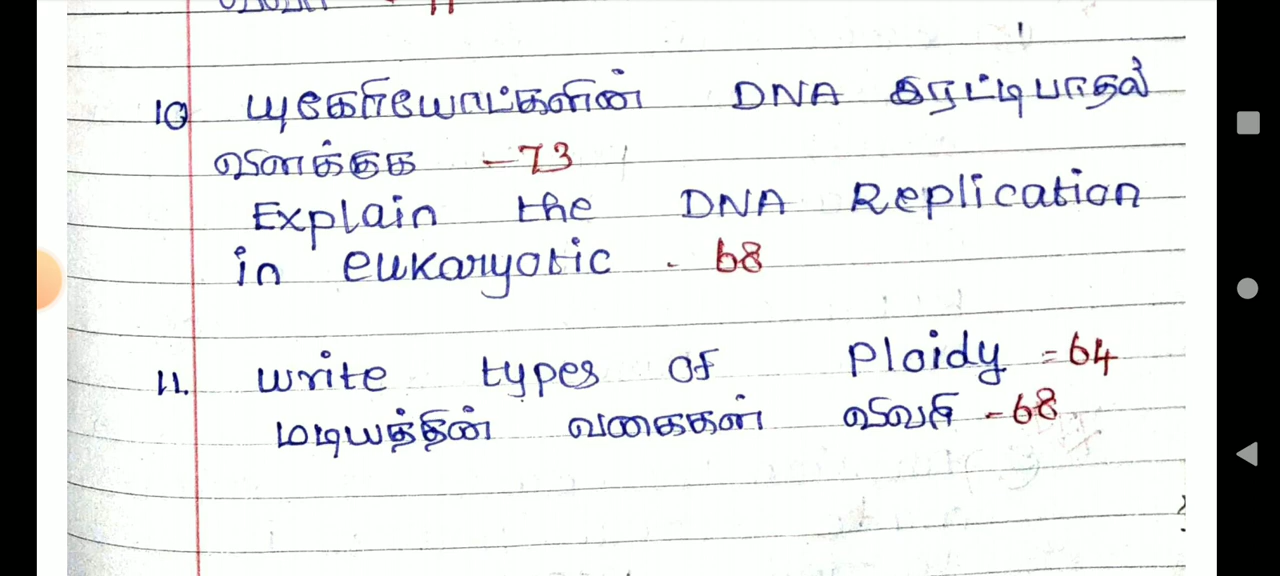 10 யுகேரியோட்களின் DNA இரட்டிபாதல்
விளக்குக - 73
Explain the DNA Replication
in eukaryotic - 68
11. Write types of Ploidy = 64
மடியத்தின் வகைகள் விவரி - 68